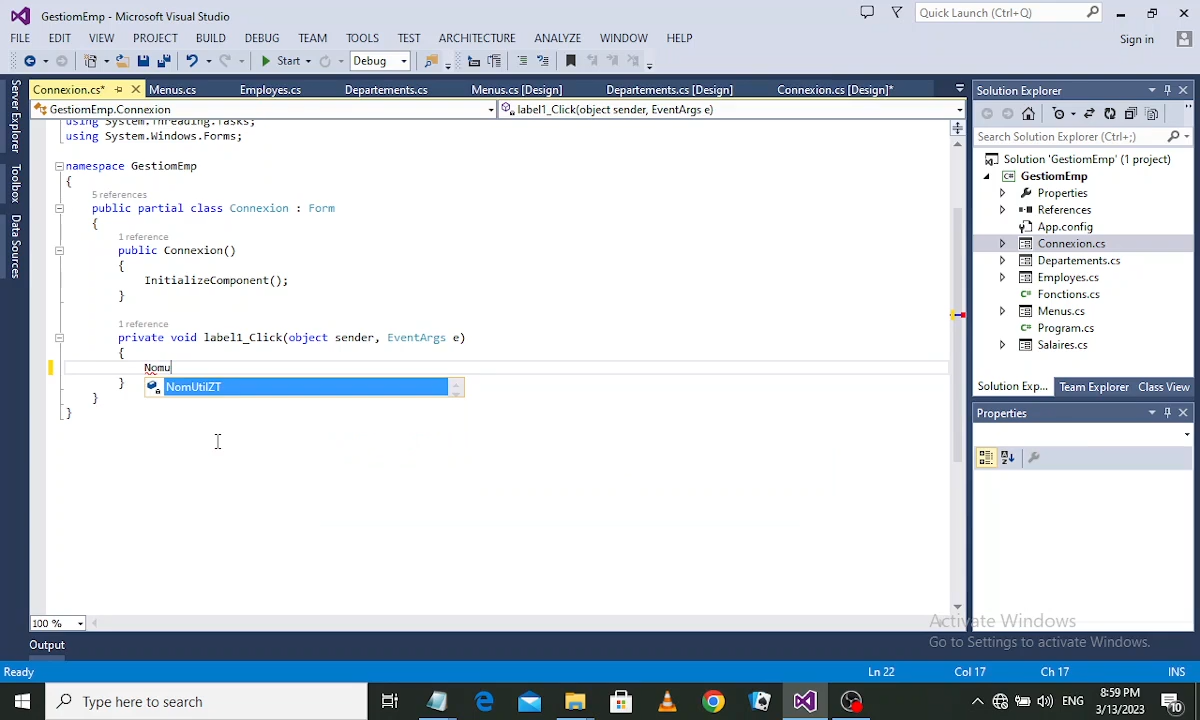 GestiomEmp - Microsoft Visual Studio
Quick Launch (Ctrl+Q)
FILE EDIT VIEW PROJECT BUILD DEBUG TEAM TOOLS TEST ARCHITECTURE ANALYZE WINDOW HELP
Sign in
Start Debug
Connexion.cs* Menus.cs Employes.cs Departements.cs Menus.cs [Design] Departements.cs [Design] Connexion.cs [Design]*
GestiomEmp.Connexion label1_Click(object sender, EventArgs e)
Server Explorer
Toolbox
Data Sources
using System.Threading.Tasks;
using System.Windows.Forms;
namespace GestiomEmp
{
5 references
public partial class Connexion : Form
{
1 reference
public Connexion()
{
InitializeComponent();
}
1 reference
private void label1_Click(object sender, EventArgs e)
{
Nomu
NomUtilZT
}
}
}
100 %
Output
Solution Explorer
Search Solution Explorer (Ctrl+;)
Solution 'GestiomEmp' (1 project)
GestiomEmp
Properties
References
App.config
Connexion.cs
Departements.cs
Employes.cs
Fonctions.cs
Menus.cs
Program.cs
Salaires.cs
Solution Exp... Team Explorer Class View
Properties
Activate Windows
Go to Settings to activate Windows.
Ready Ln 22 Col 17 Ch 17 INS
Type here to search
ENG
8:59 PM
3/13/2023
10